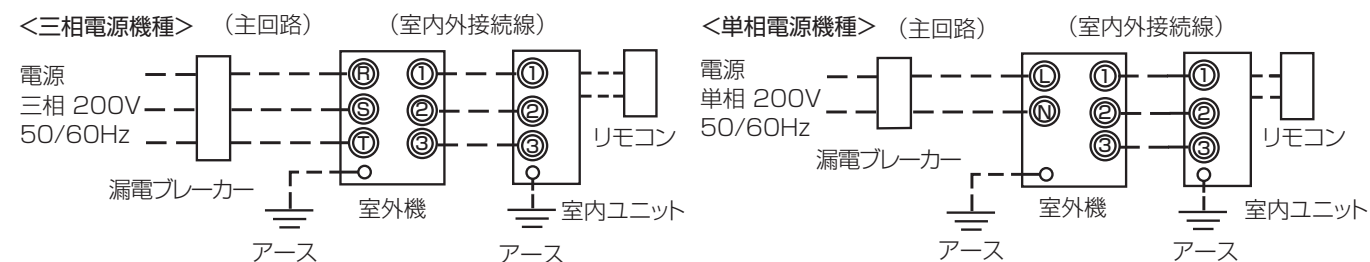 <三相電源機種> (主回路) (室内外接続線)
電源
三相 200V
50/60Hz
R ① ①
S ② ②
T ③ ③
リモコン
漏電ブレーカー
室外機
室内ユニット
アース
アース
<単相電源機種> (主回路) (室内外接続線)
電源
単相 200V
50/60Hz
L ① ①
N ② ②
③ ③
リモコン
漏電ブレーカー
室外機
室内ユニット
アース
アース